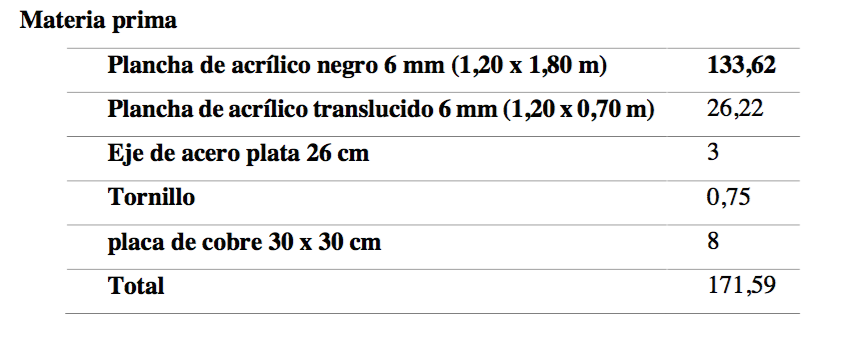 Materia prima
Plancha de acrílico negro 6 mm (1,20 x 1,80 m) 133,62
Plancha de acrílico translucido 6 mm (1,20 x 0,70 m) 26,22
Eje de acero plata 26 cm 3
Tornillo 0,75
placa de cobre 30 x 30 cm 8
Total 171,59